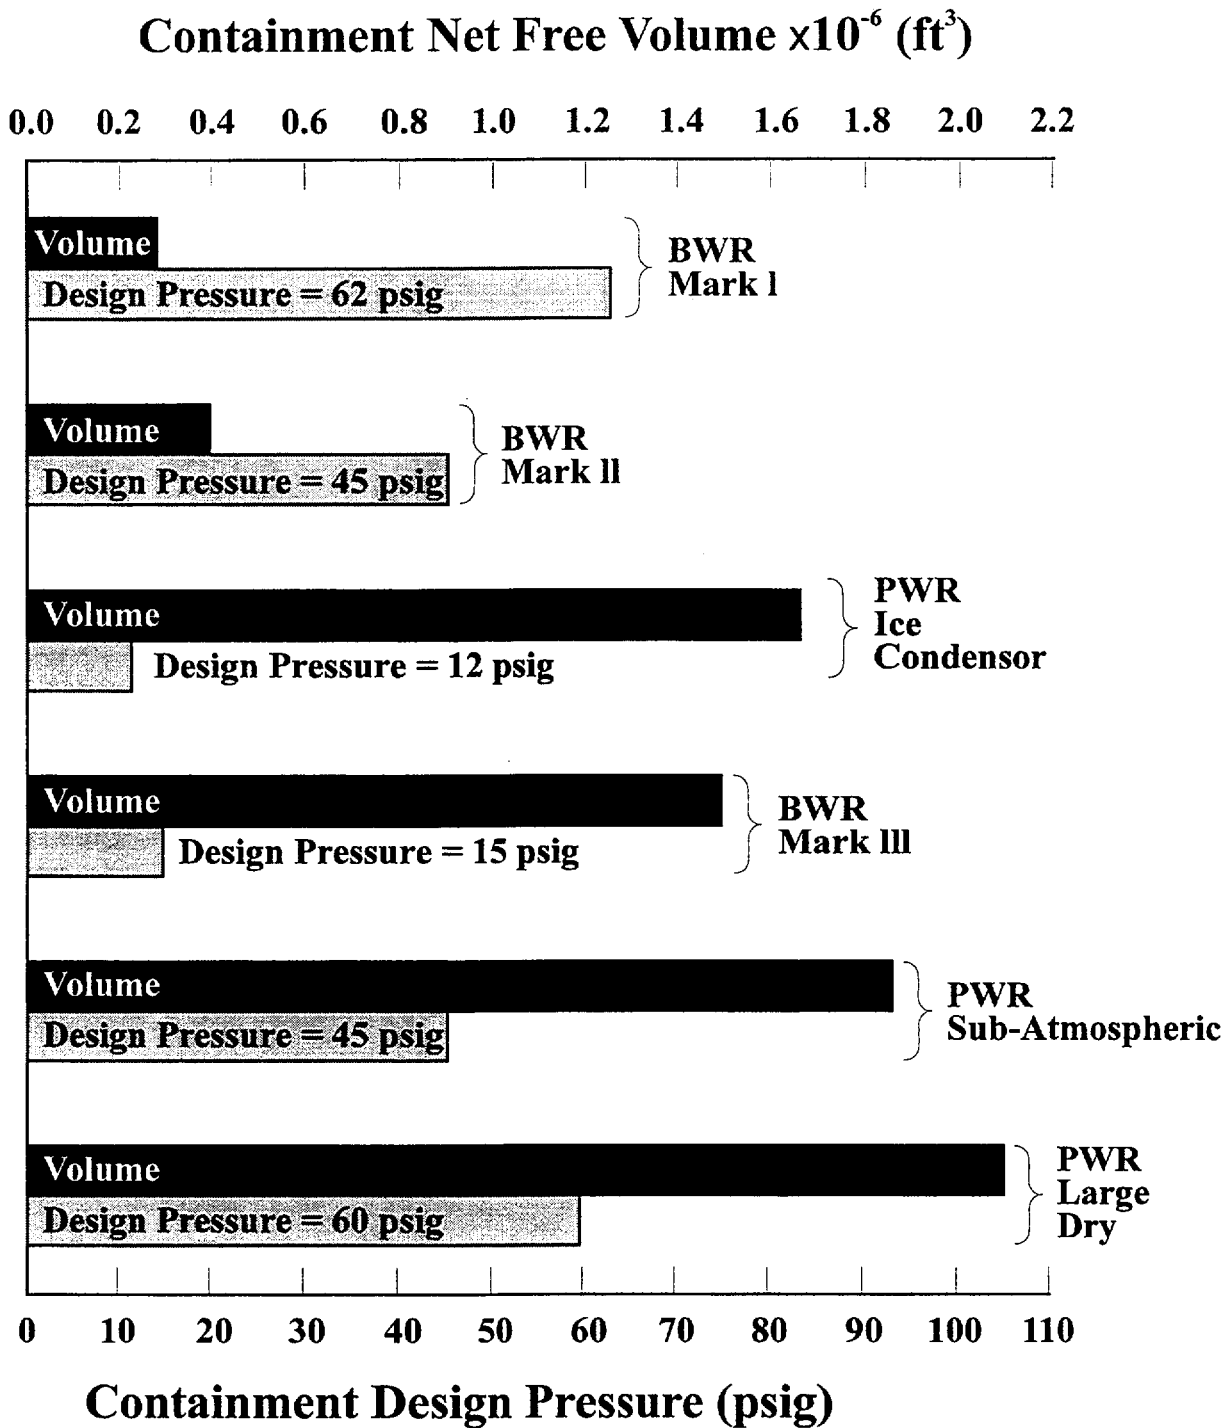 Containment Net Free Volume x10⁻⁶ (ft³)
0.0 0.2 0.4 0.6 0.8 1.0 1.2 1.4 1.6 1.8 2.0 2.2
Volume
Design Pressure = 62 psig
BWR
Mark I
Volume
Design Pressure = 45 psig
BWR
Mark II
Volume
Design Pressure = 12 psig
PWR
Ice
Condensor
Volume
Design Pressure = 15 psig
BWR
Mark III
Volume
Design Pressure = 45 psig
PWR
Sub-Atmospheric
Volume
Design Pressure = 60 psig
PWR
Large
Dry
0 10 20 30 40 50 60 70 80 90 100 110
Containment Design Pressure (psig)